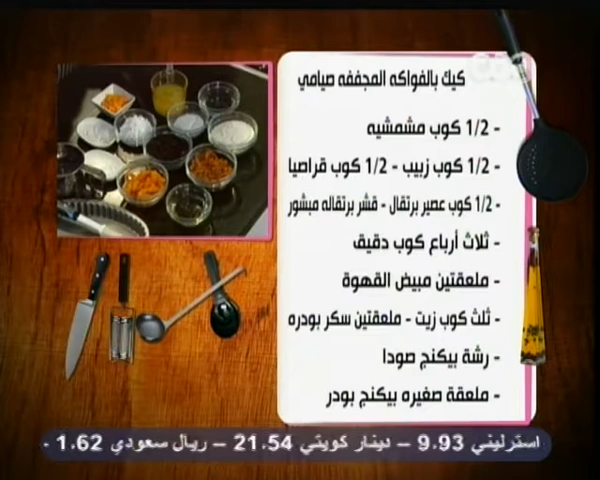 كيك بالفواكه المجففه صيامي
- 1/2 كوب مشمشيه
- 1/2 كوب زبيب - 1/2 كوب قراصيا
- 1/2 كوب عصير برتقال - قشر برتقاله مبشور
- ثلاث أرباع كوب دقيق
- ملعقتين مبيض القهوة
- ثلث كوب زيت - ملعقتين سكر بودره
- رشة بيكنج صودا
- ملعقة صغيره بيكنج بودر
استرليني 9.93 – دينار كويتي 21.54 – ريال سعودي 1.62 -